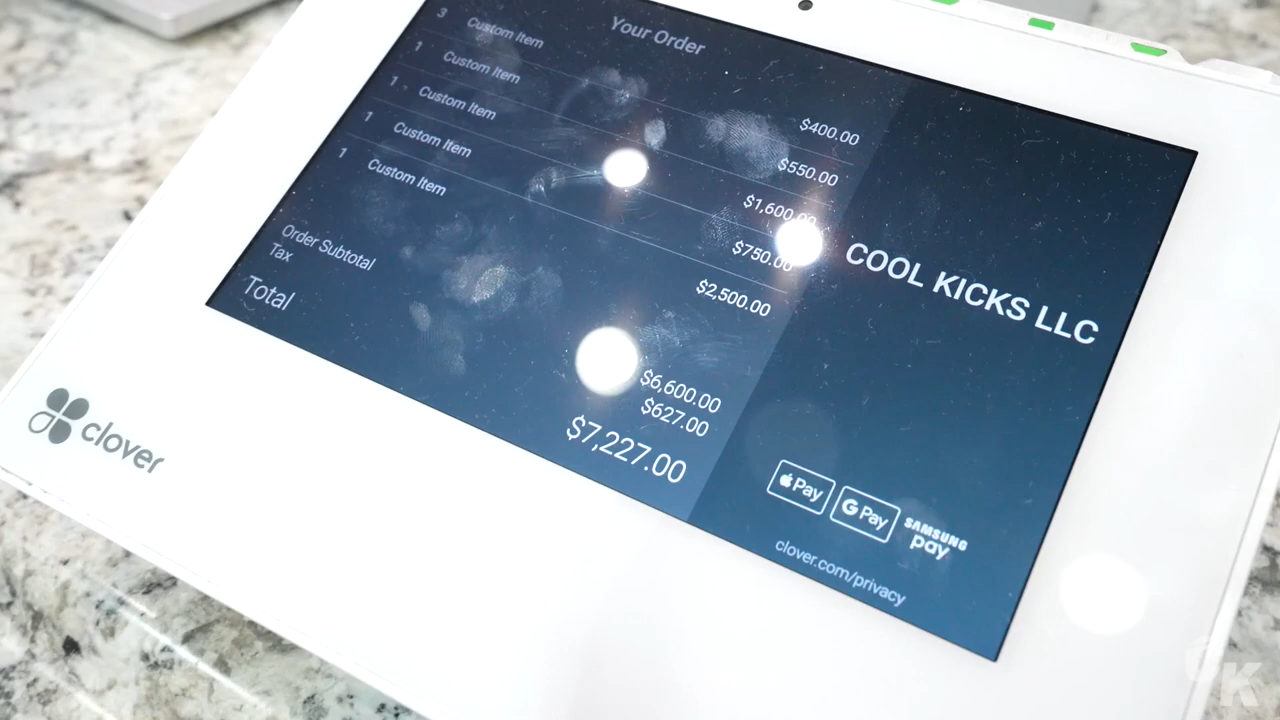 Your Order
3 Custom Item $400.00
1 Custom Item $550.00
1 Custom Item $1,600.00
1 Custom Item $750.00
1 Custom Item $2,500.00
Order Subtotal $6,600.00
Tax $627.00
Total $7,227.00
COOL KICKS LLC
Pay
G Pay
SAMSUNG
pay
clover.com/privacy
clover
CK